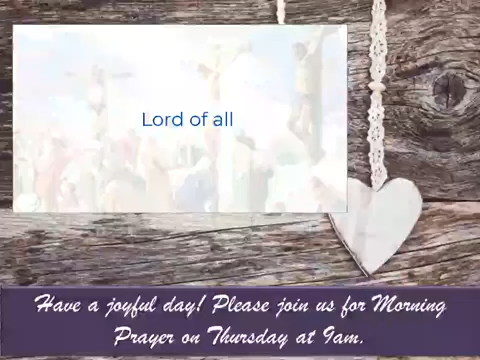 Lord of all
Have a joyful day! Please join us for Morning
Prayer on Thursday at 9am.